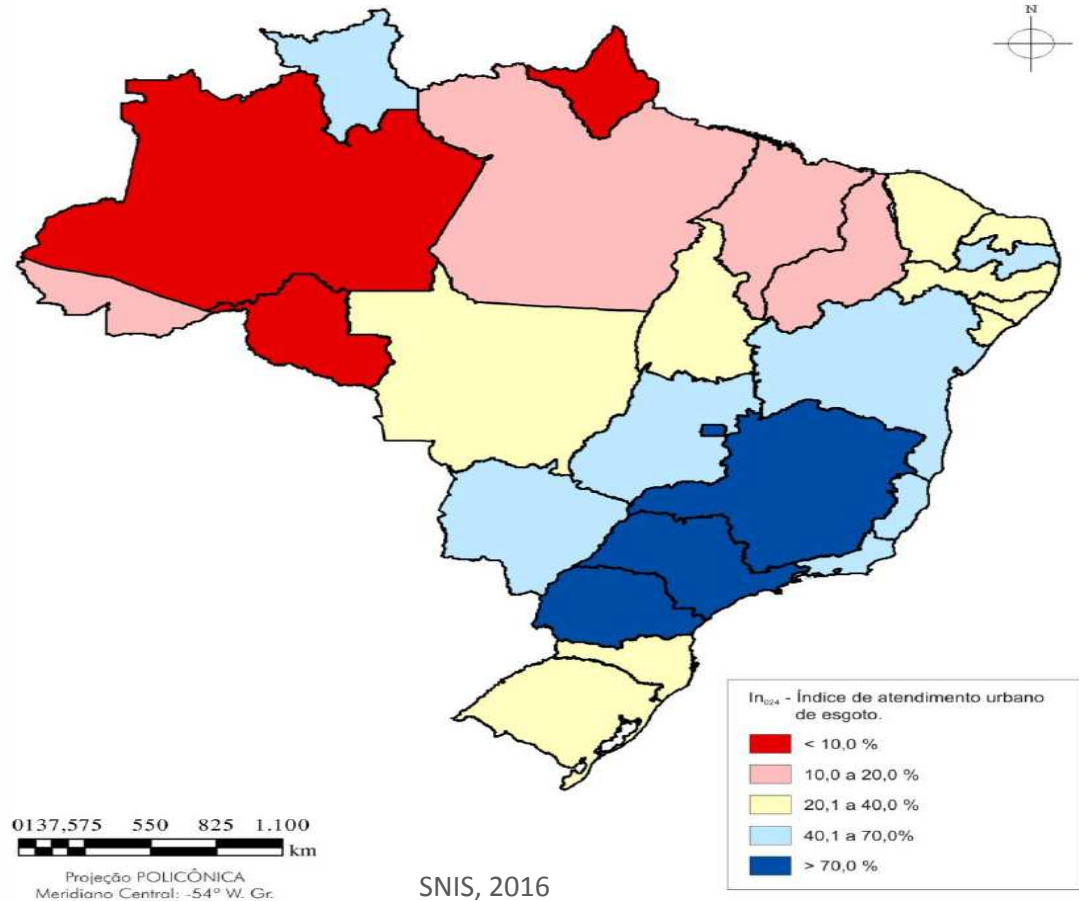 N
In₀₂₄ - Índice de atendimento urbano
de esgoto.
< 10,0 %
10,0 a 20,0 %
20,1 a 40,0 %
40,1 a 70,0%
> 70,0 %
0137,575 550 825 1.100
km
Projeção POLICÔNICA
Meridiano Central: -54° W. Gr.
SNIS, 2016